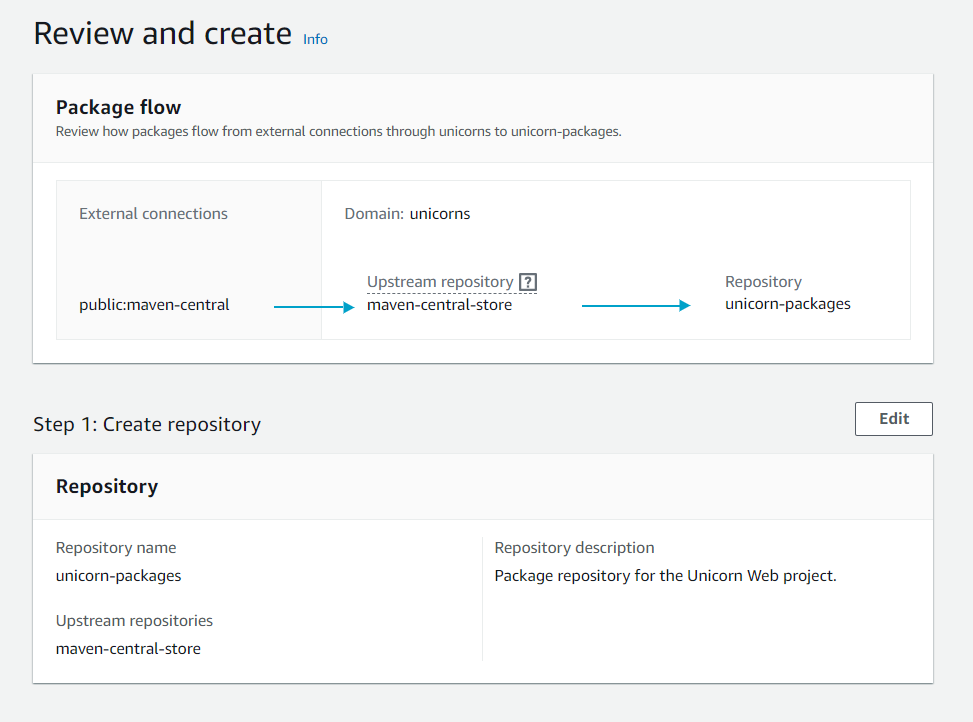 Review and create Info
Package flow
Review how packages flow from external connections through unicorns to unicorn-packages.
External connections
Domain: unicorns
public:maven-central
Upstream repository ?
maven-central-store
Repository
unicorn-packages
Step 1: Create repository
Edit
Repository
Repository name
unicorn-packages
Repository description
Package repository for the Unicorn Web project.
Upstream repositories
maven-central-store